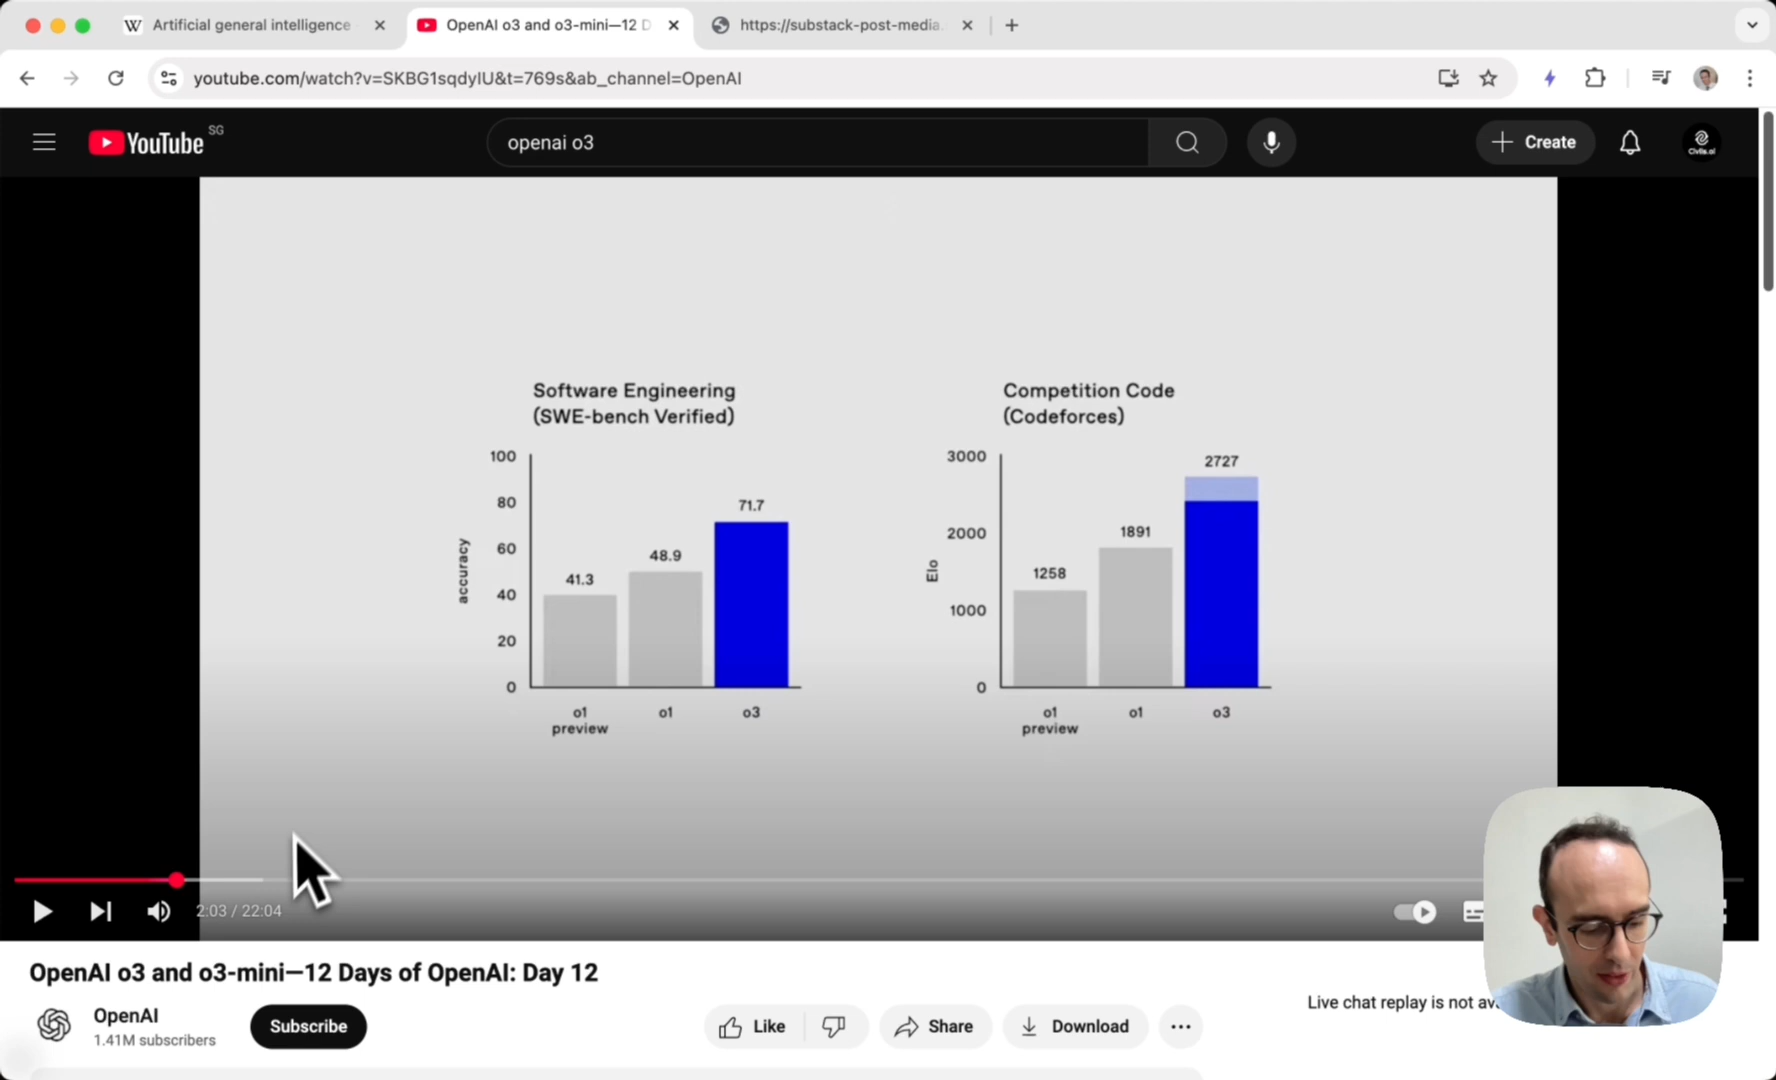 Artificial general intelligence
OpenAI o3 and o3-mini—12 D
https://substack-post-media.
youtube.com/watch?v=SKBG1sqdyIU&t=769s&ab_channel=OpenAI
YouTube SG
openai o3
Create
Civils.ai
Software Engineering
(SWE-bench Verified)
100
80
60
40
20
0
accuracy
41.3
48.9
71.7
o1
preview
o1
o3
Competition Code
(Codeforces)
3000
2000
1000
0
Elo
1258
1891
2727
o1
preview
o1
o3
2:03 / 22:04
OpenAI o3 and o3-mini—12 Days of OpenAI: Day 12
OpenAI
1.41M subscribers
Subscribe
Like
Share
Download
Live chat replay is not av